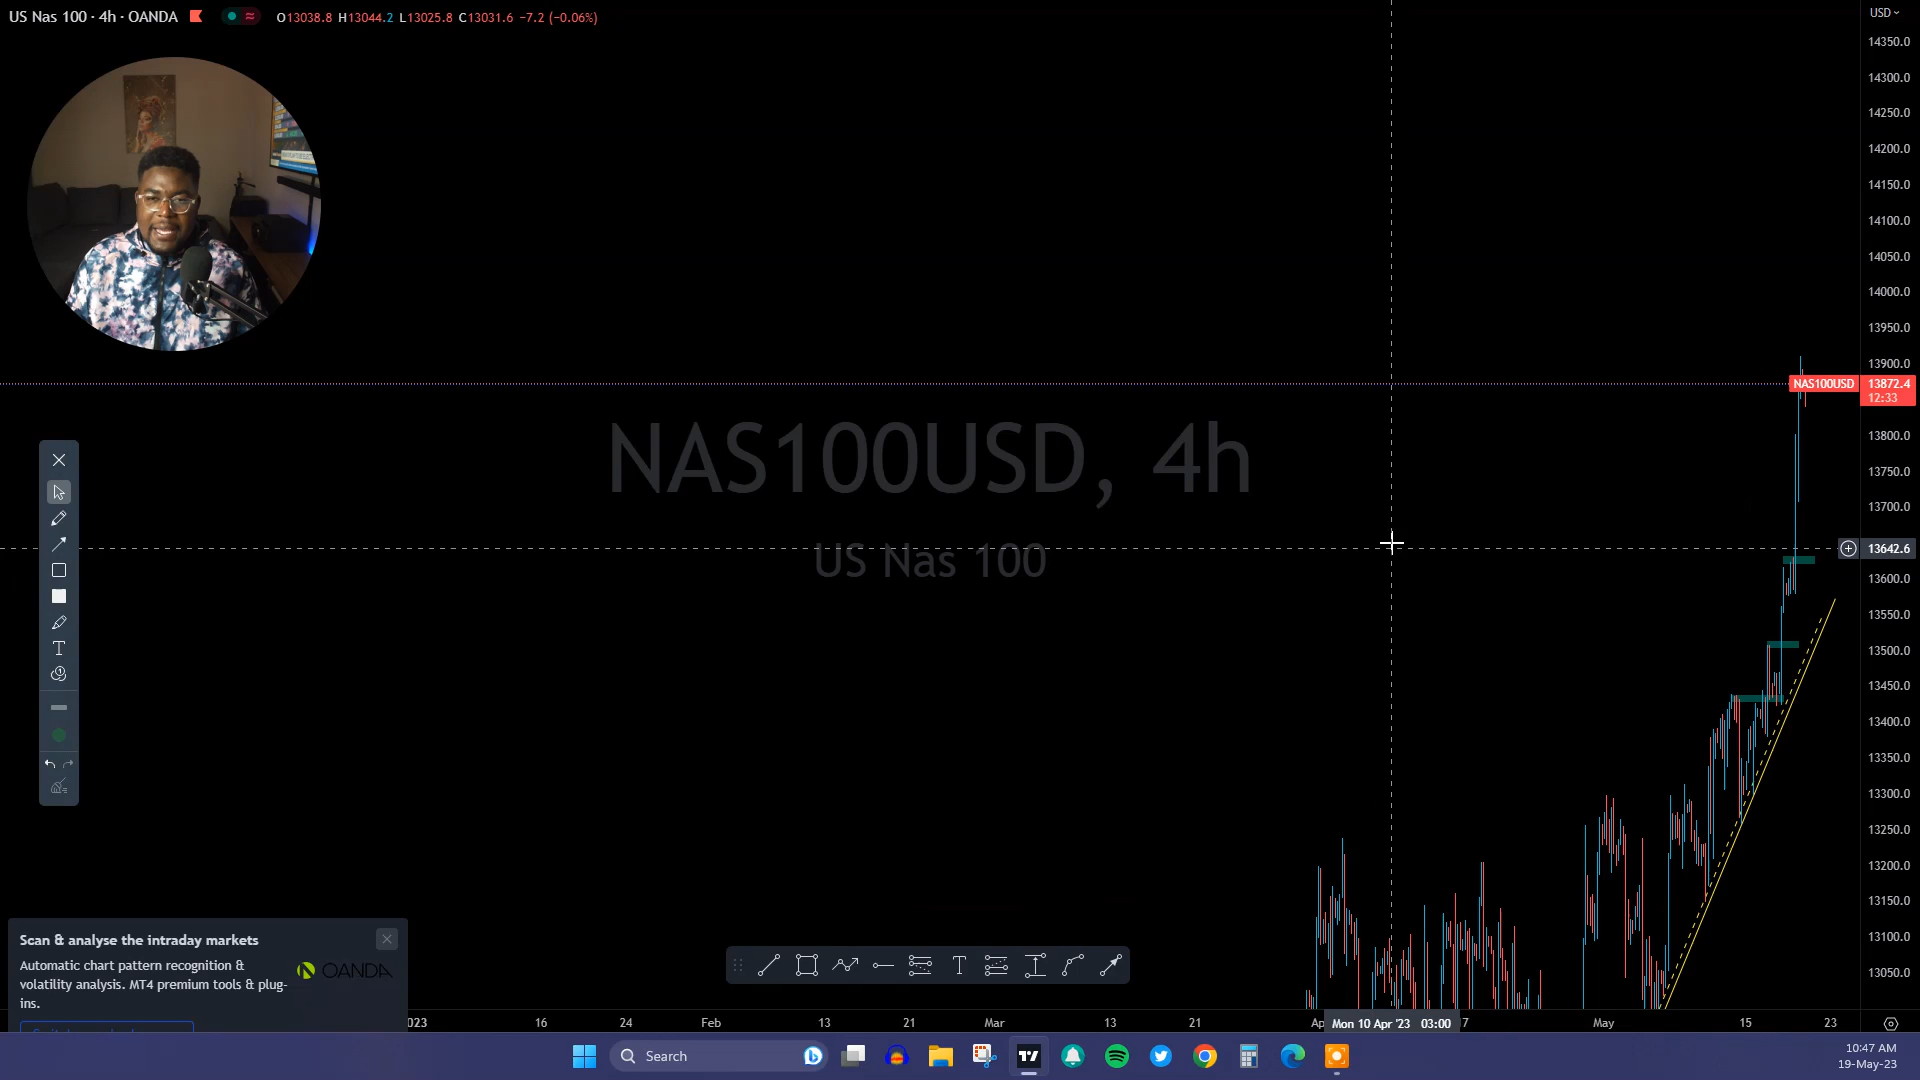 US Nas 100 · 4h · OANDA
O13038.8 H13044.2 L13025.8 C13031.6 −7.2 (−0.06%)
USD
14350.0
14300.0
14250.0
14200.0
14150.0
14100.0
14050.0
14000.0
13950.0
13900.0
NAS100USD 13872.4
12:33
13800.0
13750.0
13700.0
13642.6
13600.0
13550.0
13500.0
13450.0
13400.0
13350.0
13300.0
13250.0
13200.0
13150.0
13100.0
13050.0
NAS100USD, 4h
US Nas 100
Scan & analyse the intraday markets
Automatic chart pattern recognition &
volatility analysis. MT4 premium tools & plug-
ins.
OANDA
023 16 24 Feb 13 21 Mar 13 21 Ap Mon 10 Apr '23 03:00 7 May 15 23
Search
10:47 AM
19-May-23